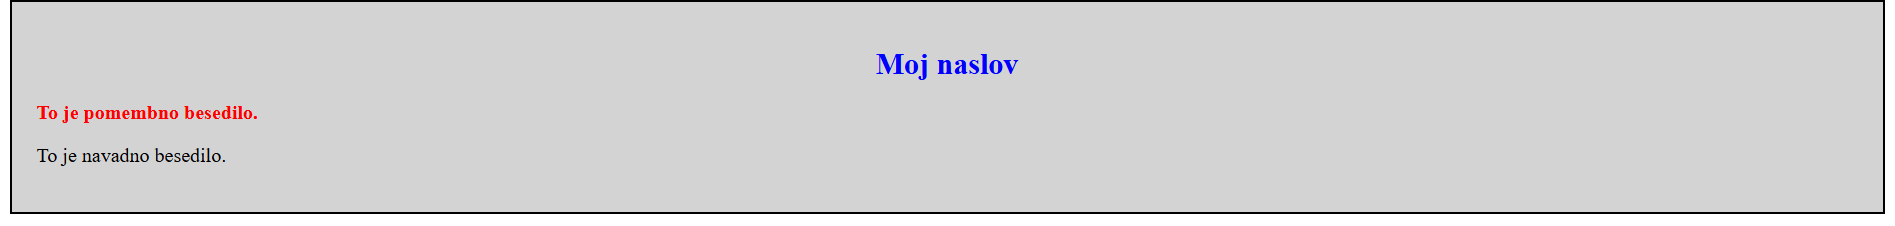 Moj naslov
To je pomembno besedilo.
To je navadno besedilo.